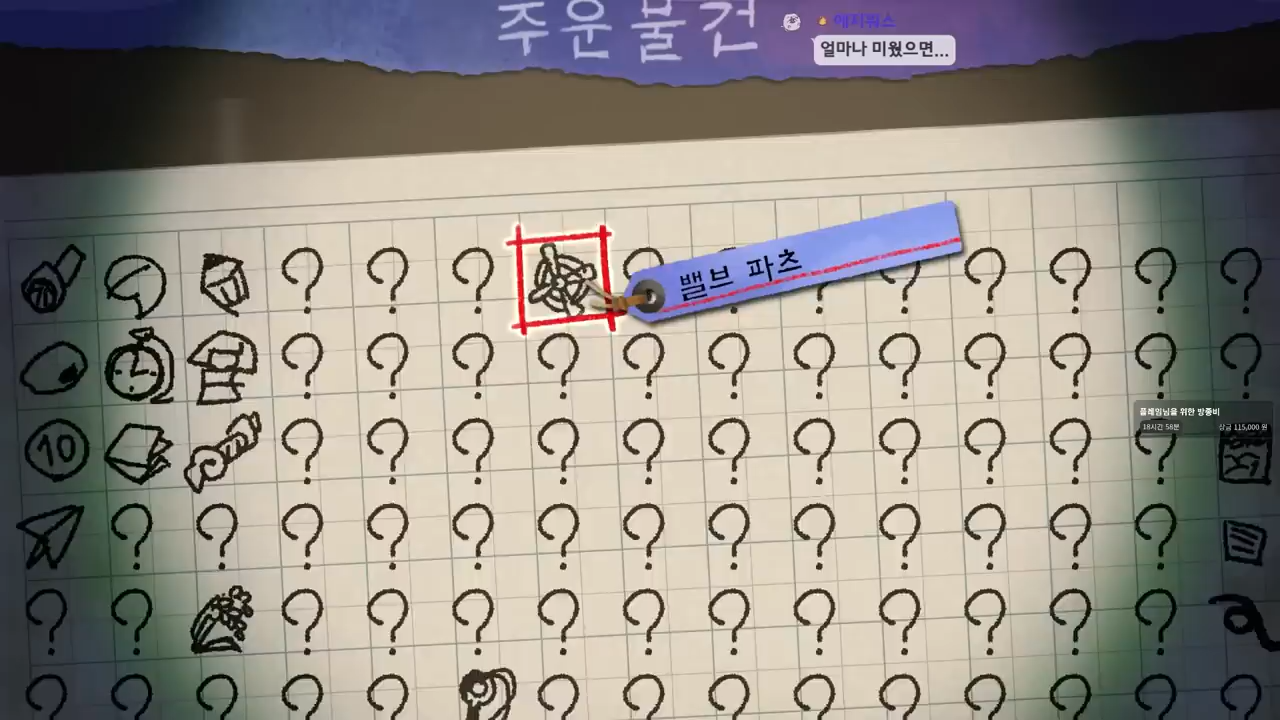 주운물건
에지뭐스
얼마나 미웠으면...
밸브 파츠
플레임님을 위한 방종비
18시간 58분
상금 115,000 원
? ? ? ? ? ? ? ? ? ? ?
? ? ? ? ? ? ? ? ? ? ? ?
10 ? ? ? ? ? ? ? ? ? ? ?
? ? ? ? ? ? ? ? ? ? ? ? ?
? ? ? ? ? ? ? ? ? ? ? ? ?
? ? ? ? ? ? ? ? ? ? ? ? ? ?